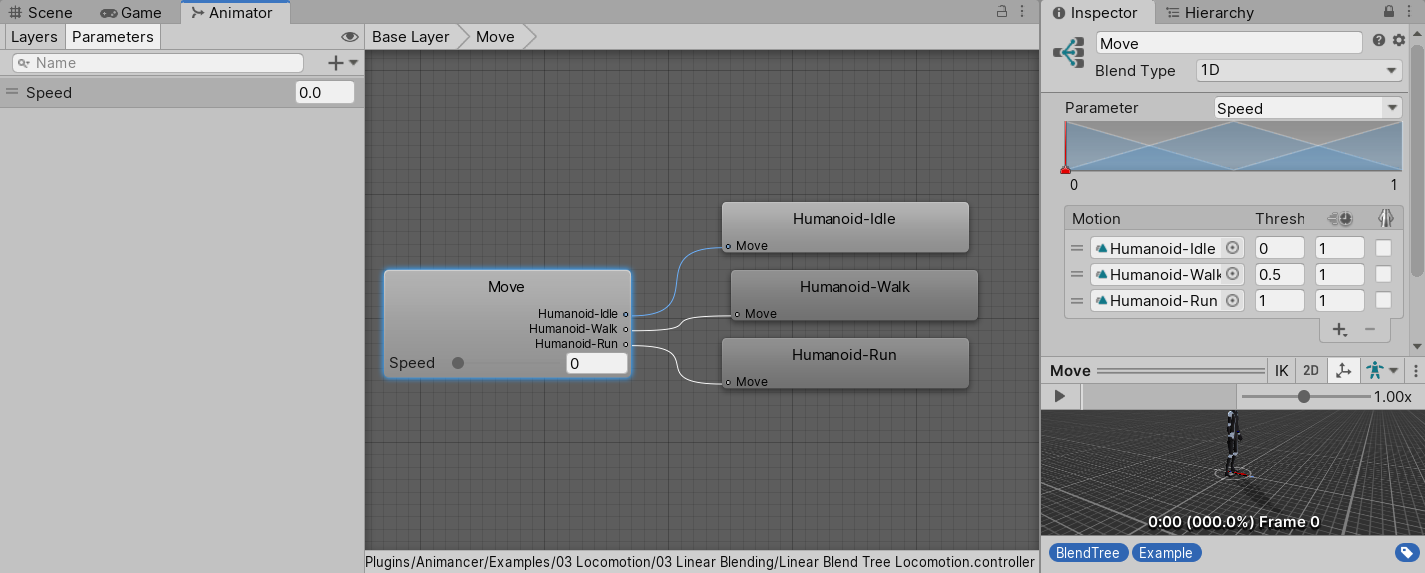 Scene Game Animator
Layers Parameters
Name
Speed 0.0
Base Layer Move
Move
Humanoid-Idle
Humanoid-Walk
Humanoid-Run
Speed 0
Humanoid-Idle
Move
Humanoid-Walk
Move
Humanoid-Run
Move
Plugins/Animancer/Examples/03 Locomotion/03 Linear Blending/Linear Blend Tree Locomotion.controller
Inspector Hierarchy
Move
Blend Type 1D
Parameter Speed
0 1
Motion Thresh
Humanoid-Idle 0 1
Humanoid-Walk 0.5 1
Humanoid-Run 1 1
Move IK 2D
1.00x
0:00 (000.0%) Frame 0
BlendTree Example